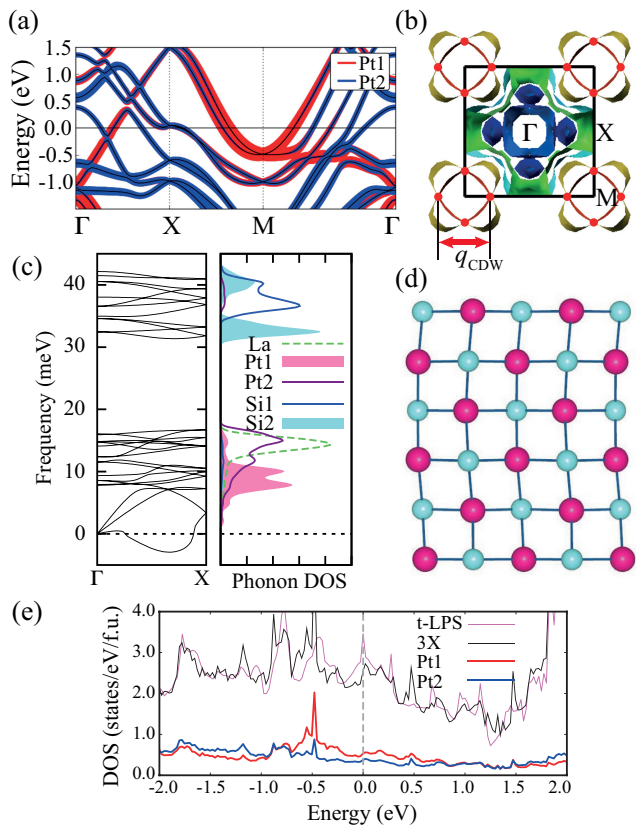 (a)
Energy (eV)
1.5
1.0
0.5
0.0
-0.5
-1.0
Pt1
Pt2
Γ X M Γ
(b)
Γ
X
M
qCDW
(c)
Frequency (meV)
40
30
20
10
0
Γ X
La
Pt1
Pt2
Si1
Si2
Phonon DOS
(d)
(e)
DOS (states/eV/f.u.)
4.0
3.0
2.0
1.0
0.0
t-LPS
3X
Pt1
Pt2
-2.0 -1.5 -1.0 -0.5 0.0 0.5 1.0 1.5 2.0
Energy (eV)